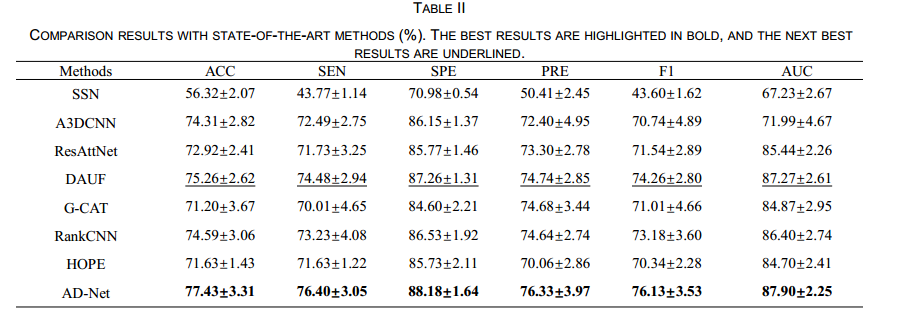 TABLE II
COMPARISON RESULTS WITH STATE-OF-THE-ART METHODS (%). THE BEST RESULTS ARE HIGHLIGHTED IN BOLD, AND THE NEXT BEST
RESULTS ARE UNDERLINED.
Methods ACC SEN SPE PRE F1 AUC
SSN 56.32±2.07 43.77±1.14 70.98±0.54 50.41±2.45 43.60±1.62 67.23±2.67
A3DCNN 74.31±2.82 72.49±2.75 86.15±1.37 72.40±4.95 70.74±4.89 71.99±4.67
ResAttNet 72.92±2.41 71.73±3.25 85.77±1.46 73.30±2.78 71.54±2.89 85.44±2.26
DAUF 75.26±2.62 74.48±2.94 87.26±1.31 74.74±2.85 74.26±2.80 87.27±2.61
G-CAT 71.20±3.67 70.01±4.65 84.60±2.21 74.68±3.44 71.01±4.66 84.87±2.95
RankCNN 74.59±3.06 73.23±4.08 86.53±1.92 74.64±2.74 73.18±3.60 86.40±2.74
HOPE 71.63±1.43 71.63±1.22 85.73±2.11 70.06±2.86 70.34±2.28 84.70±2.41
AD-Net 77.43±3.31 76.40±3.05 88.18±1.64 76.33±3.97 76.13±3.53 87.90±2.25